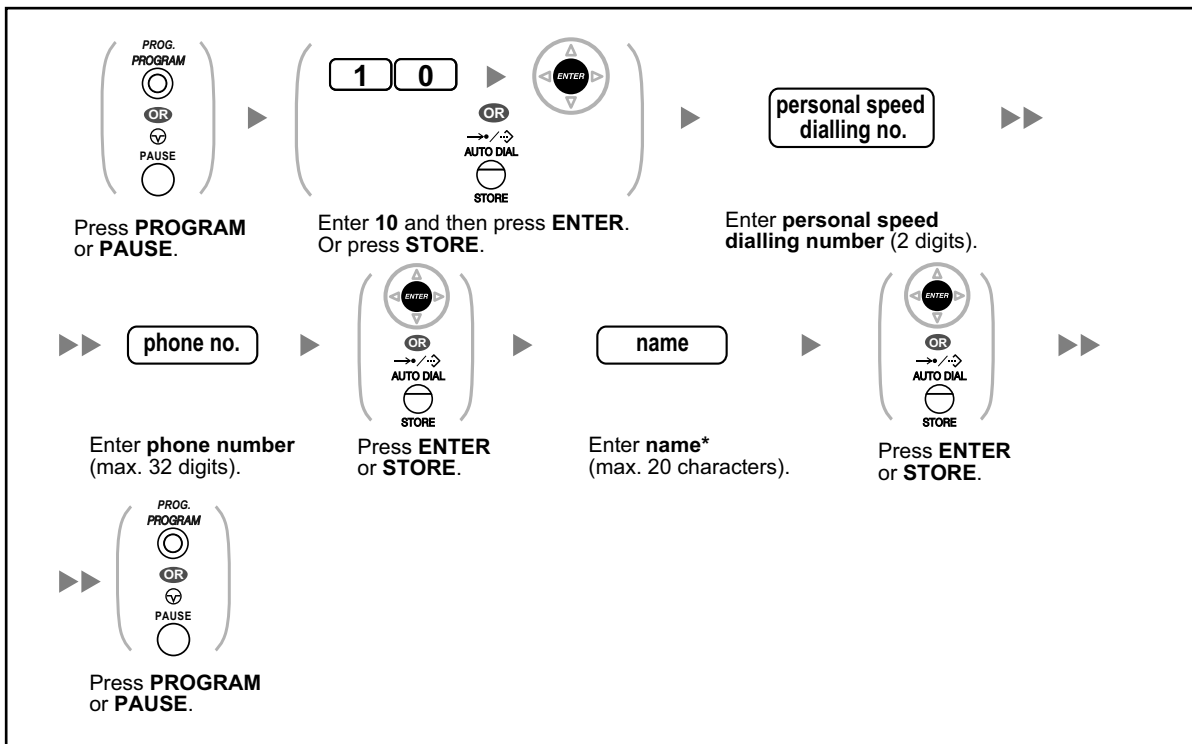 PROG.
PROGRAM
OR
PAUSE
Press PROGRAM
or PAUSE.
1 0
ENTER
OR
AUTO DIAL
STORE
Enter 10 and then press ENTER.
Or press STORE.
personal speed
dialling no.
Enter personal speed
dialling number (2 digits).
phone no.
Enter phone number
(max. 32 digits).
ENTER
OR
AUTO DIAL
STORE
Press ENTER
or STORE.
name
Enter name*
(max. 20 characters).
ENTER
OR
AUTO DIAL
STORE
Press ENTER
or STORE.
PROG.
PROGRAM
OR
PAUSE
Press PROGRAM
or PAUSE.